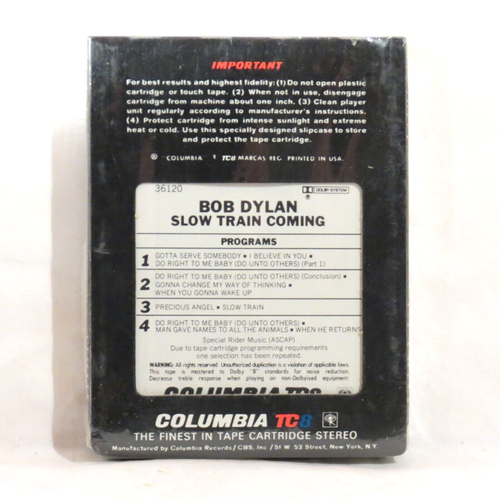 IMPORTANT
For best results and highest fidelity: (1) Do not open plastic
cartridge or touch tape. (2) When not in use, disengage
cartridge from machine about one inch. (3) Clean player
unit regularly according to manufacturer's instructions.
(4) Protect cartridge from intense sunlight and extreme
heat or cold. Use this specially designed slipcase to store
and protect the tape cartridge.
® COLUMBIA TC8 MARCAS REG. PRINTED IN USA.
36120
DOLBY SYSTEM
BOB DYLAN
SLOW TRAIN COMING
PROGRAMS
1 GOTTA SERVE SOMEBODY ● I BELIEVE IN YOU ●
DO RIGHT TO ME BABY (DO UNTO OTHERS) (Part 1)
2 DO RIGHT TO ME BABY (DO UNTO OTHERS) (Conclusion) ●
GONNA CHANGE MY WAY OF THINKING ●
WHEN YOU GONNA WAKE UP
3 PRECIOUS ANGEL ● SLOW TRAIN
4 DO RIGHT TO ME BABY (DO UNTO OTHERS) ●
MAN GAVE NAMES TO ALL THE ANIMALS ● WHEN HE RETURNS
Special Rider Music (ASCAP)
Due to tape cartridge programming requirements
one selection has been repeated.
WARNING: All rights reserved. Unauthorized duplication is a violation of applicable laws.
This tape is mastered to Dolby "B" standards for noise reduction.
Decrease treble response when playing on non-Dolbyised equipment.
COLUMBIA TC8
COLUMBIA TC8
THE FINEST IN TAPE CARTRIDGE STEREO
Manufactured by Columbia Records/CBS, Inc./51 W. 52 Street, New York, N.Y.